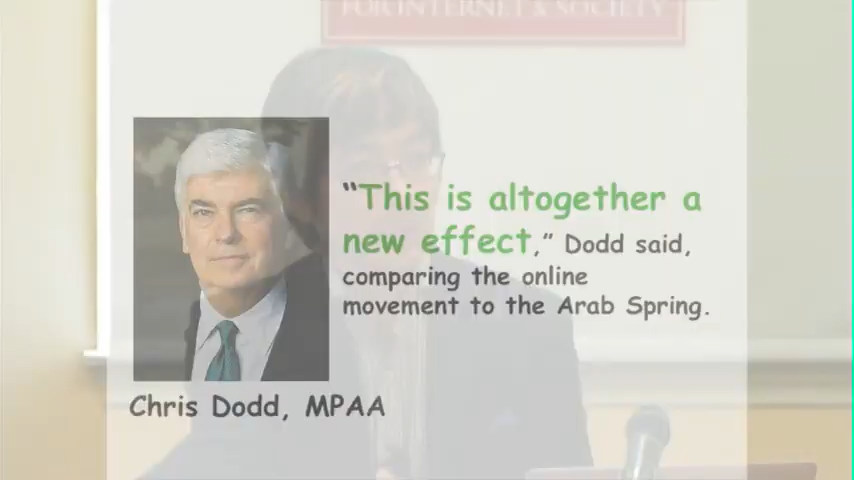 FOR INTERNET & SOCIETY
“This is altogether a
new effect,” Dodd said,
comparing the online
movement to the Arab Spring.
Chris Dodd, MPAA